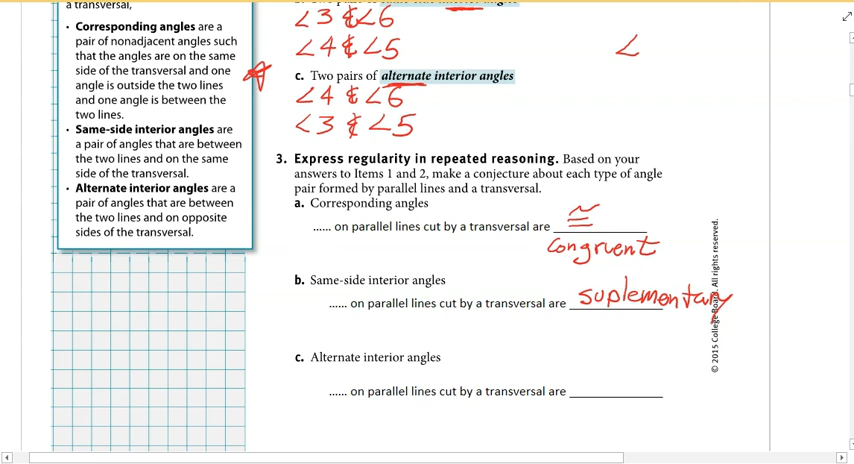 a transversal,
• Corresponding angles are a
pair of nonadjacent angles such
that the angles are on the same
side of the transversal and one
angle is outside the two lines
and one angle is between the
two lines.
• Same-side interior angles are
a pair of angles that are between
the two lines and on the same
side of the transversal.
• Alternate interior angles are a
pair of angles that are between
the two lines and on opposite
sides of the transversal.
∠3 & ∠6
∠4 & ∠5
∠
c. Two pairs of alternate interior angles
∠4 & ∠6
∠3 & ∠5
3. Express regularity in repeated reasoning. Based on your
answers to Items 1 and 2, make a conjecture about each type of angle
pair formed by parallel lines and a transversal.
a. Corresponding angles
...... on parallel lines cut by a transversal are ≅
congruent
b. Same-side interior angles
...... on parallel lines cut by a transversal are suplementary
c. Alternate interior angles
...... on parallel lines cut by a transversal are
© 2015 College Board. All rights reserved.